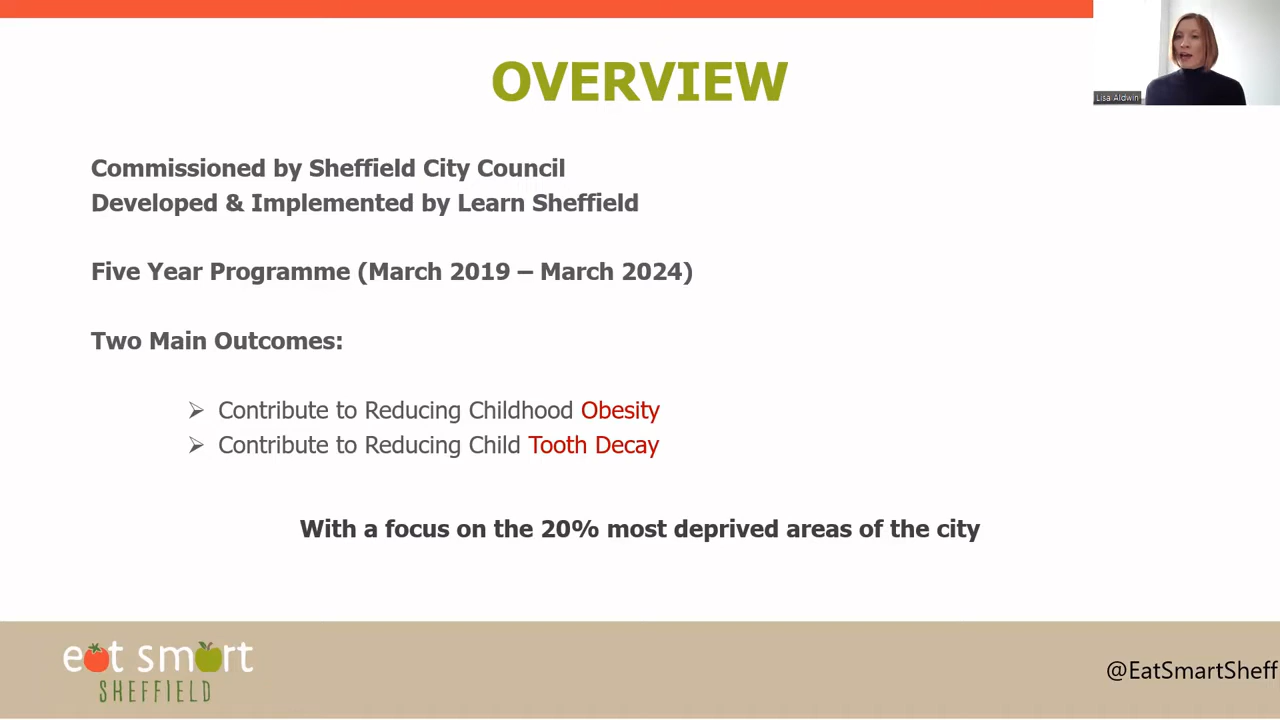 OVERVIEW
Lisa Aldwin
Commissioned by Sheffield City Council
Developed & Implemented by Learn Sheffield
Five Year Programme (March 2019 – March 2024)
Two Main Outcomes:
➢ Contribute to Reducing Childhood Obesity
➢ Contribute to Reducing Child Tooth Decay
With a focus on the 20% most deprived areas of the city
eat smart
SHEFFIELD
@EatSmartSheff